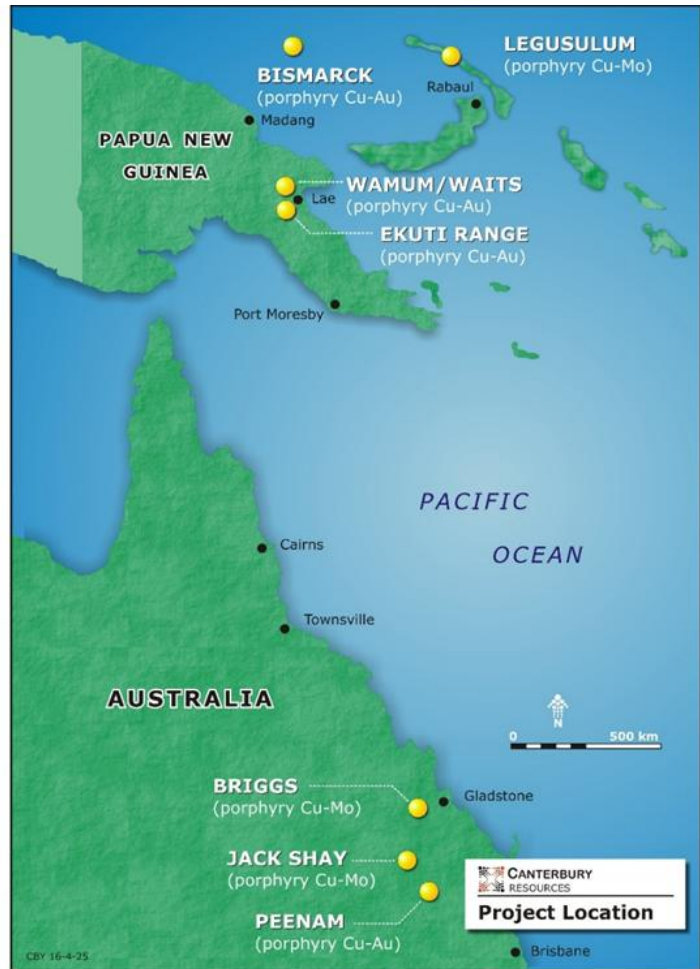 LEGUSULUM
(porphyry Cu-Mo)
BISMARCK
(porphyry Cu-Au)
Rabaul
Madang
PAPUA NEW
GUINEA
WAMUM/WAITS
(porphyry Cu-Au)
Lae
EKUTI RANGE
(porphyry Cu-Au)
Port Moresby
PACIFIC
OCEAN
Cairns
Townsville
AUSTRALIA
N
0 500 km
BRIGGS
(porphyry Cu-Mo)
Gladstone
JACK SHAY
(porphyry Cu-Mo)
PEENAM
(porphyry Cu-Au)
CANTERBURY
RESOURCES
Project Location
Brisbane
CBY 16-4-25